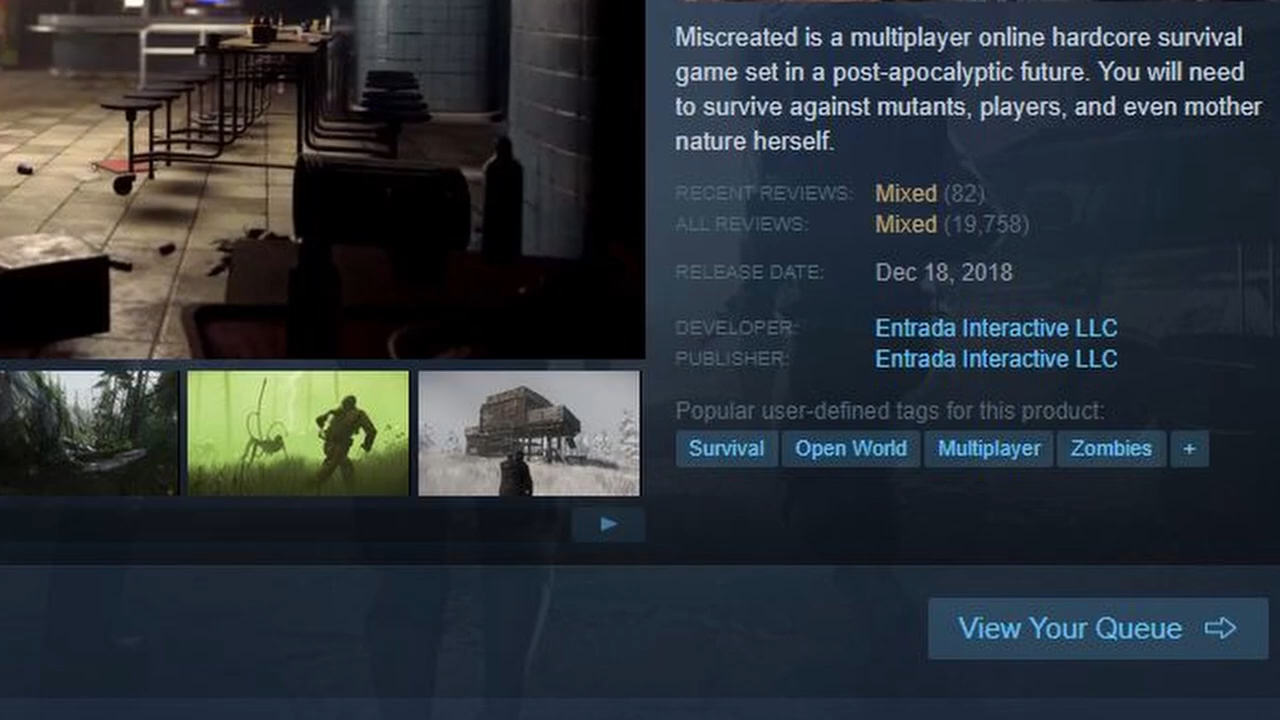 Miscreated is a multiplayer online hardcore survival
game set in a post-apocalyptic future. You will need
to survive against mutants, players, and even mother
nature herself.
RECENT REVIEWS: Mixed (82)
ALL REVIEWS: Mixed (19,758)
RELEASE DATE: Dec 18, 2018
DEVELOPER: Entrada Interactive LLC
PUBLISHER: Entrada Interactive LLC
Popular user-defined tags for this product:
Survival Open World Multiplayer Zombies +
View Your Queue